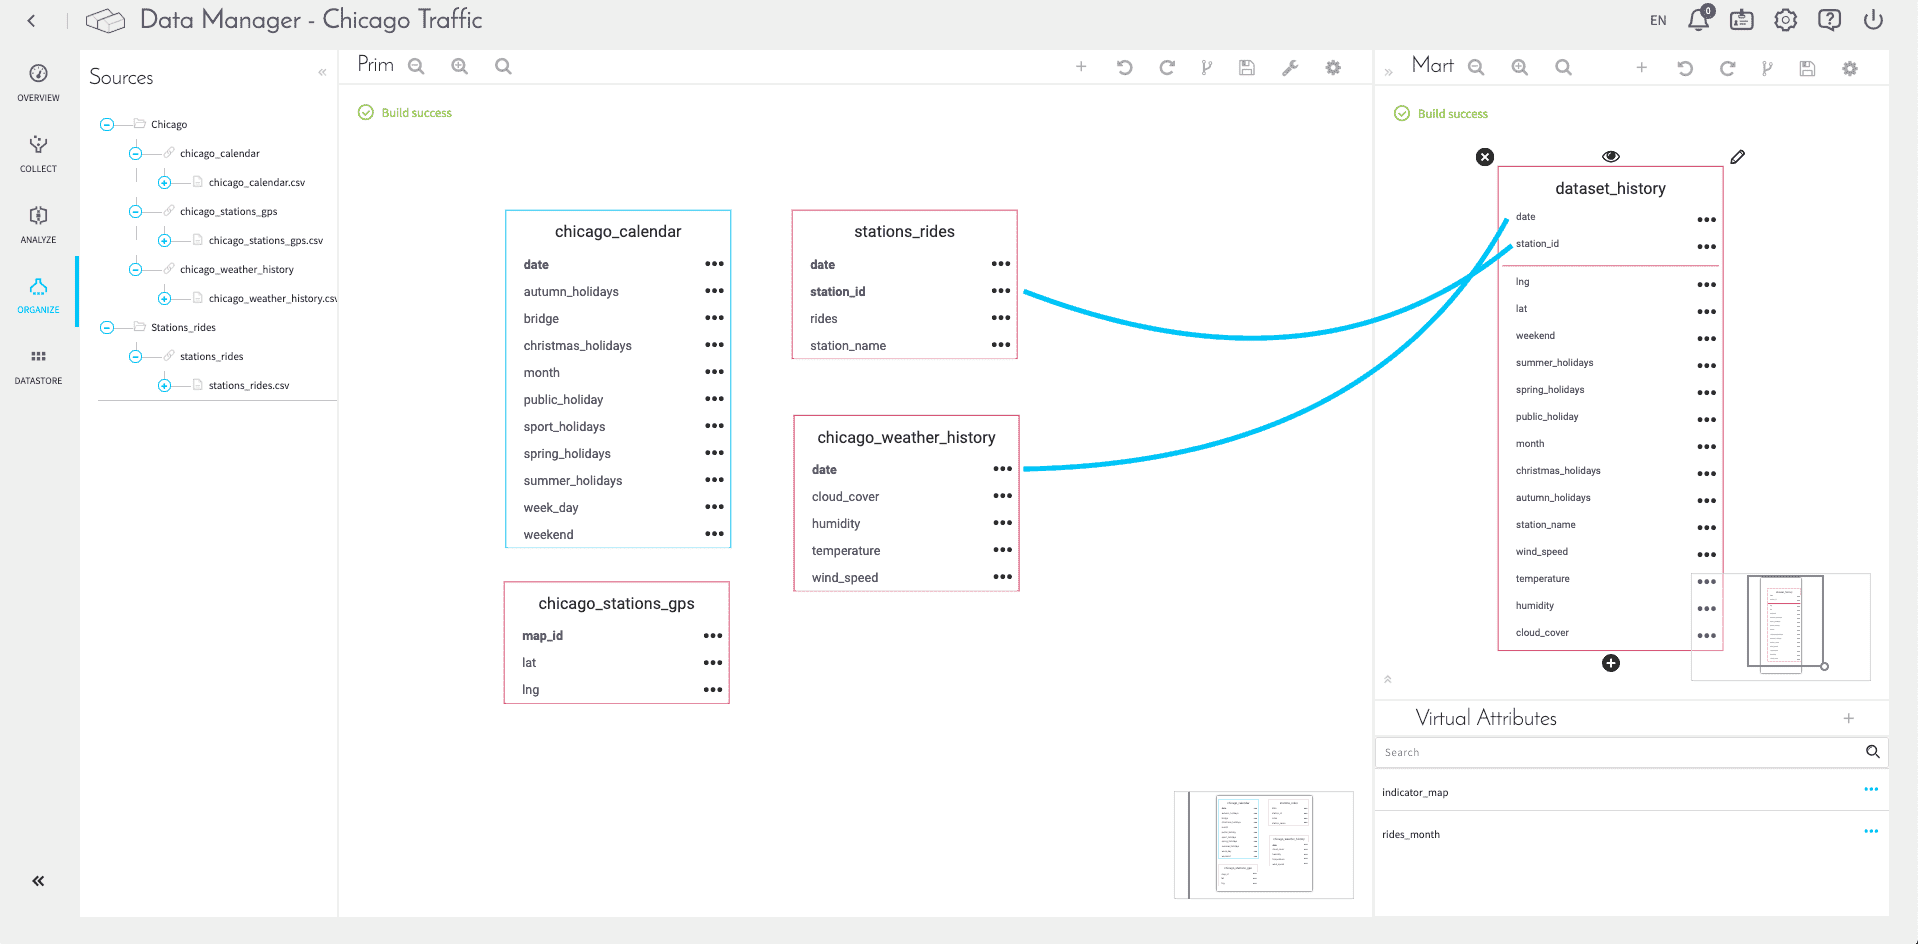 Data Manager - Chicago Traffic
EN
0
OVERVIEW
COLLECT
ANALYZE
ORGANIZE
DATASTORE
Sources
Chicago
chicago_calendar
chicago_calendar.csv
chicago_stations_gps
chicago_stations_gps.csv
chicago_weather_history
chicago_weather_history.csv
Stations_rides
stations_rides
stations_rides.csv
Prim
Build success
chicago_calendar
date
autumn_holidays
bridge
christmas_holidays
month
public_holiday
sport_holidays
spring_holidays
summer_holidays
week_day
weekend
chicago_stations_gps
map_id
lat
lng
stations_rides
date
station_id
rides
station_name
chicago_weather_history
date
cloud_cover
humidity
temperature
wind_speed
Mart
Build success
dataset_history
date
station_id
lng
lat
weekend
summer_holidays
spring_holidays
public_holiday
month
christmas_holidays
autumn_holidays
station_name
wind_speed
temperature
humidity
cloud_cover
Virtual Attributes
Search
indicator_map
rides_month